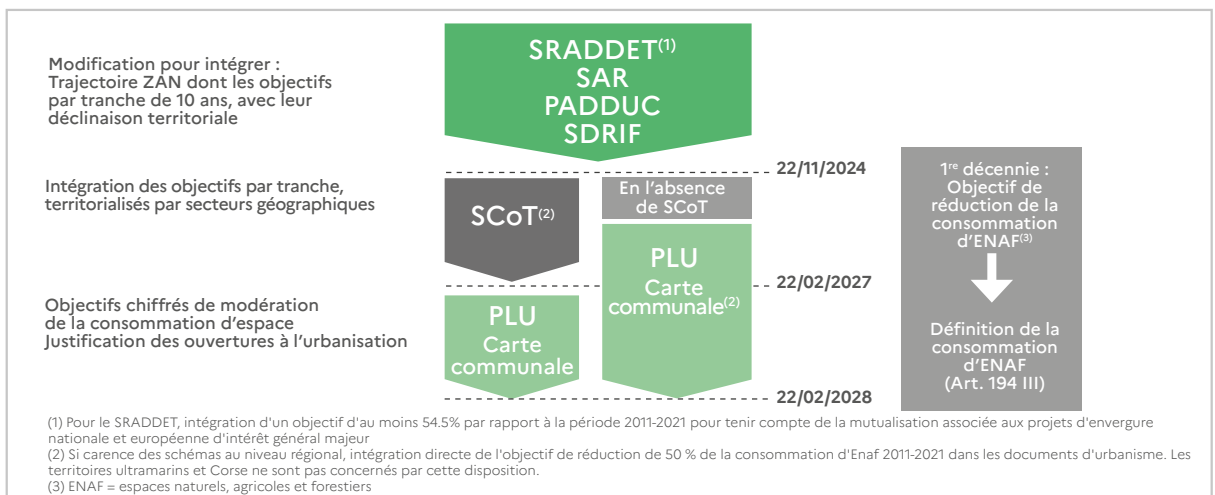 Modification pour intégrer :
Trajectoire ZAN dont les objectifs
par tranche de 10 ans, avec leur
déclinaison territoriale
SRADDET(1)
SAR
PADDUC
SDRIF
22/11/2024
Intégration des objectifs par tranche,
territorialisés par secteurs géographiques
SCoT(2)
En l'absence
de SCoT
PLU
Carte
communale(2)
22/02/2027
Objectifs chiffrés de modération
de la consommation d'espace
Justification des ouvertures à l'urbanisation
PLU
Carte
communale
22/02/2028
1re décennie :
Objectif de
réduction de la
consommation
d'ENAF(3)
Définition de la
consommation
d'ENAF
(Art. 194 III)
(1) Pour le SRADDET, intégration d'un objectif d'au moins 54.5% par rapport à la période 2011-2021 pour tenir compte de la mutualisation associée aux projets d'envergure
nationale et européenne d'intérêt général majeur
(2) Si carence des schémas au niveau régional, intégration directe de l'objectif de réduction de 50 % de la consommation d'Enaf 2011-2021 dans les documents d'urbanisme. Les
territoires ultramarins et Corse ne sont pas concernés par cette disposition.
(3) ENAF = espaces naturels, agricoles et forestiers